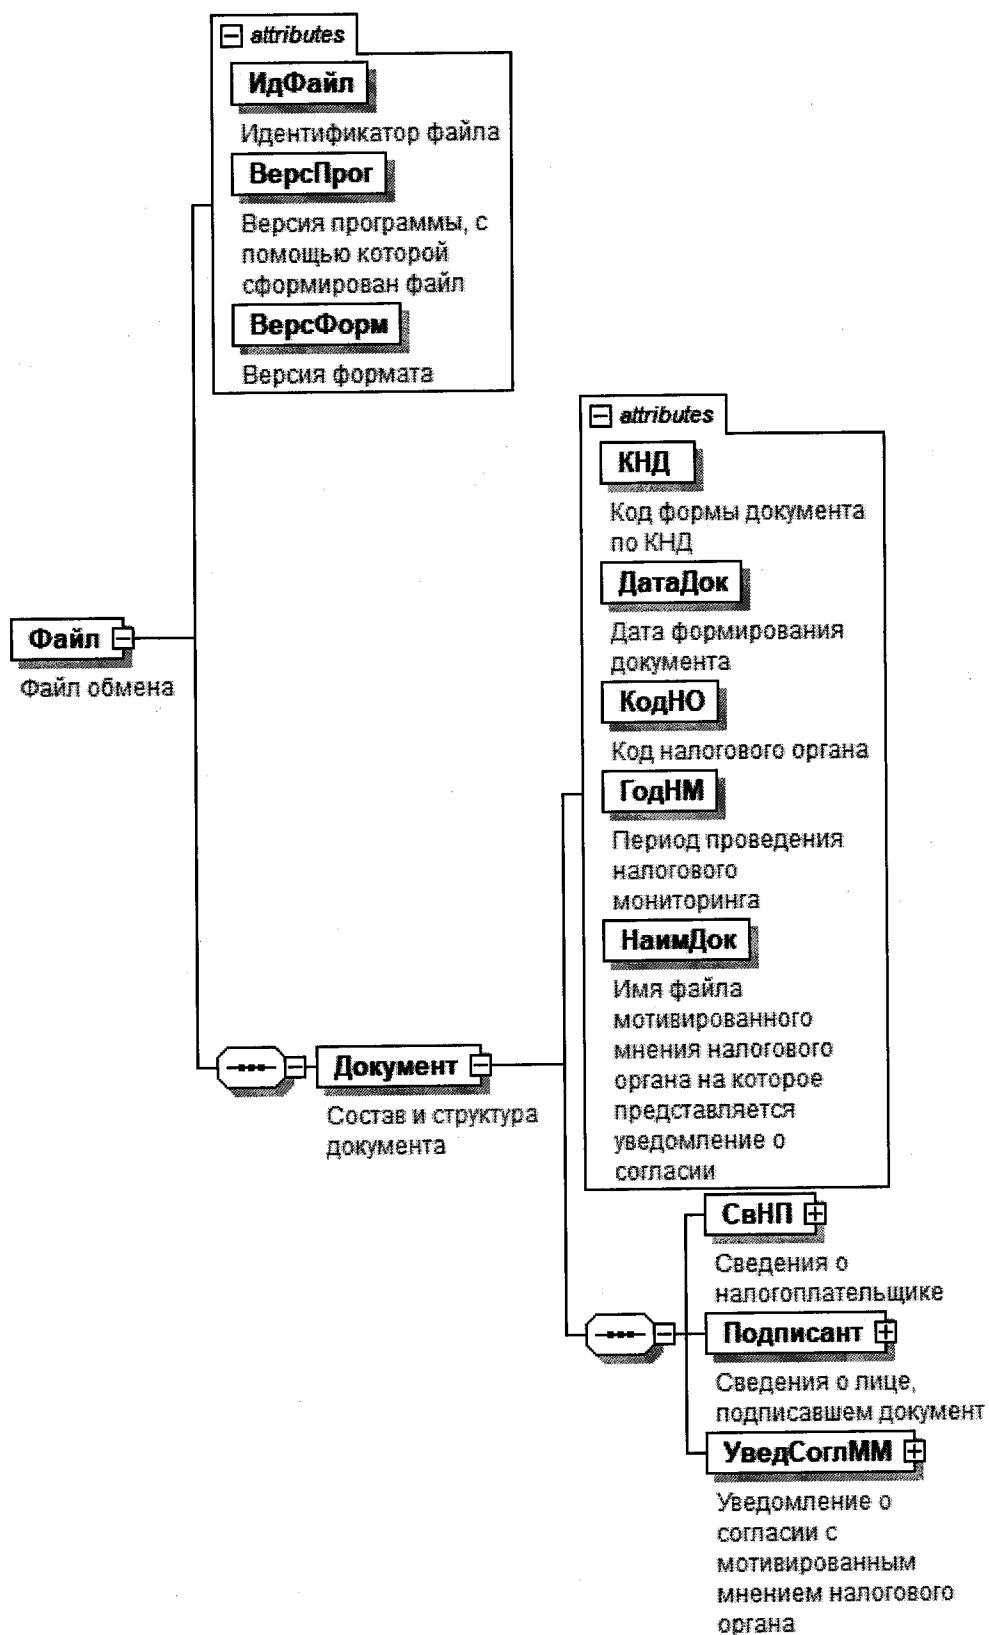 attributes
ИдФайл
Идентификатор файла
ВерсПрог
Версия программы, с
помощью которой
сформирован файл
ВерсФорм
Версия формата
Файл
Файл обмена
attributes
КНД
Код формы документа
по КНД
ДатаДок
Дата формирования
документа
КодНО
Код налогового органа
ГодНМ
Период проведения
налогового
мониторинга
НаимДок
Имя файла
мотивированного
мнения налогового
органа на которое
представляется
уведомление о
согласии
Документ
Состав и структура
документа
СвНП
Сведения о
налогоплательщике
Подписант
Сведения о лице,
подписавшем документ
УведСоглММ
Уведомление о
согласии с
мотивированным
мнением налогового
органа